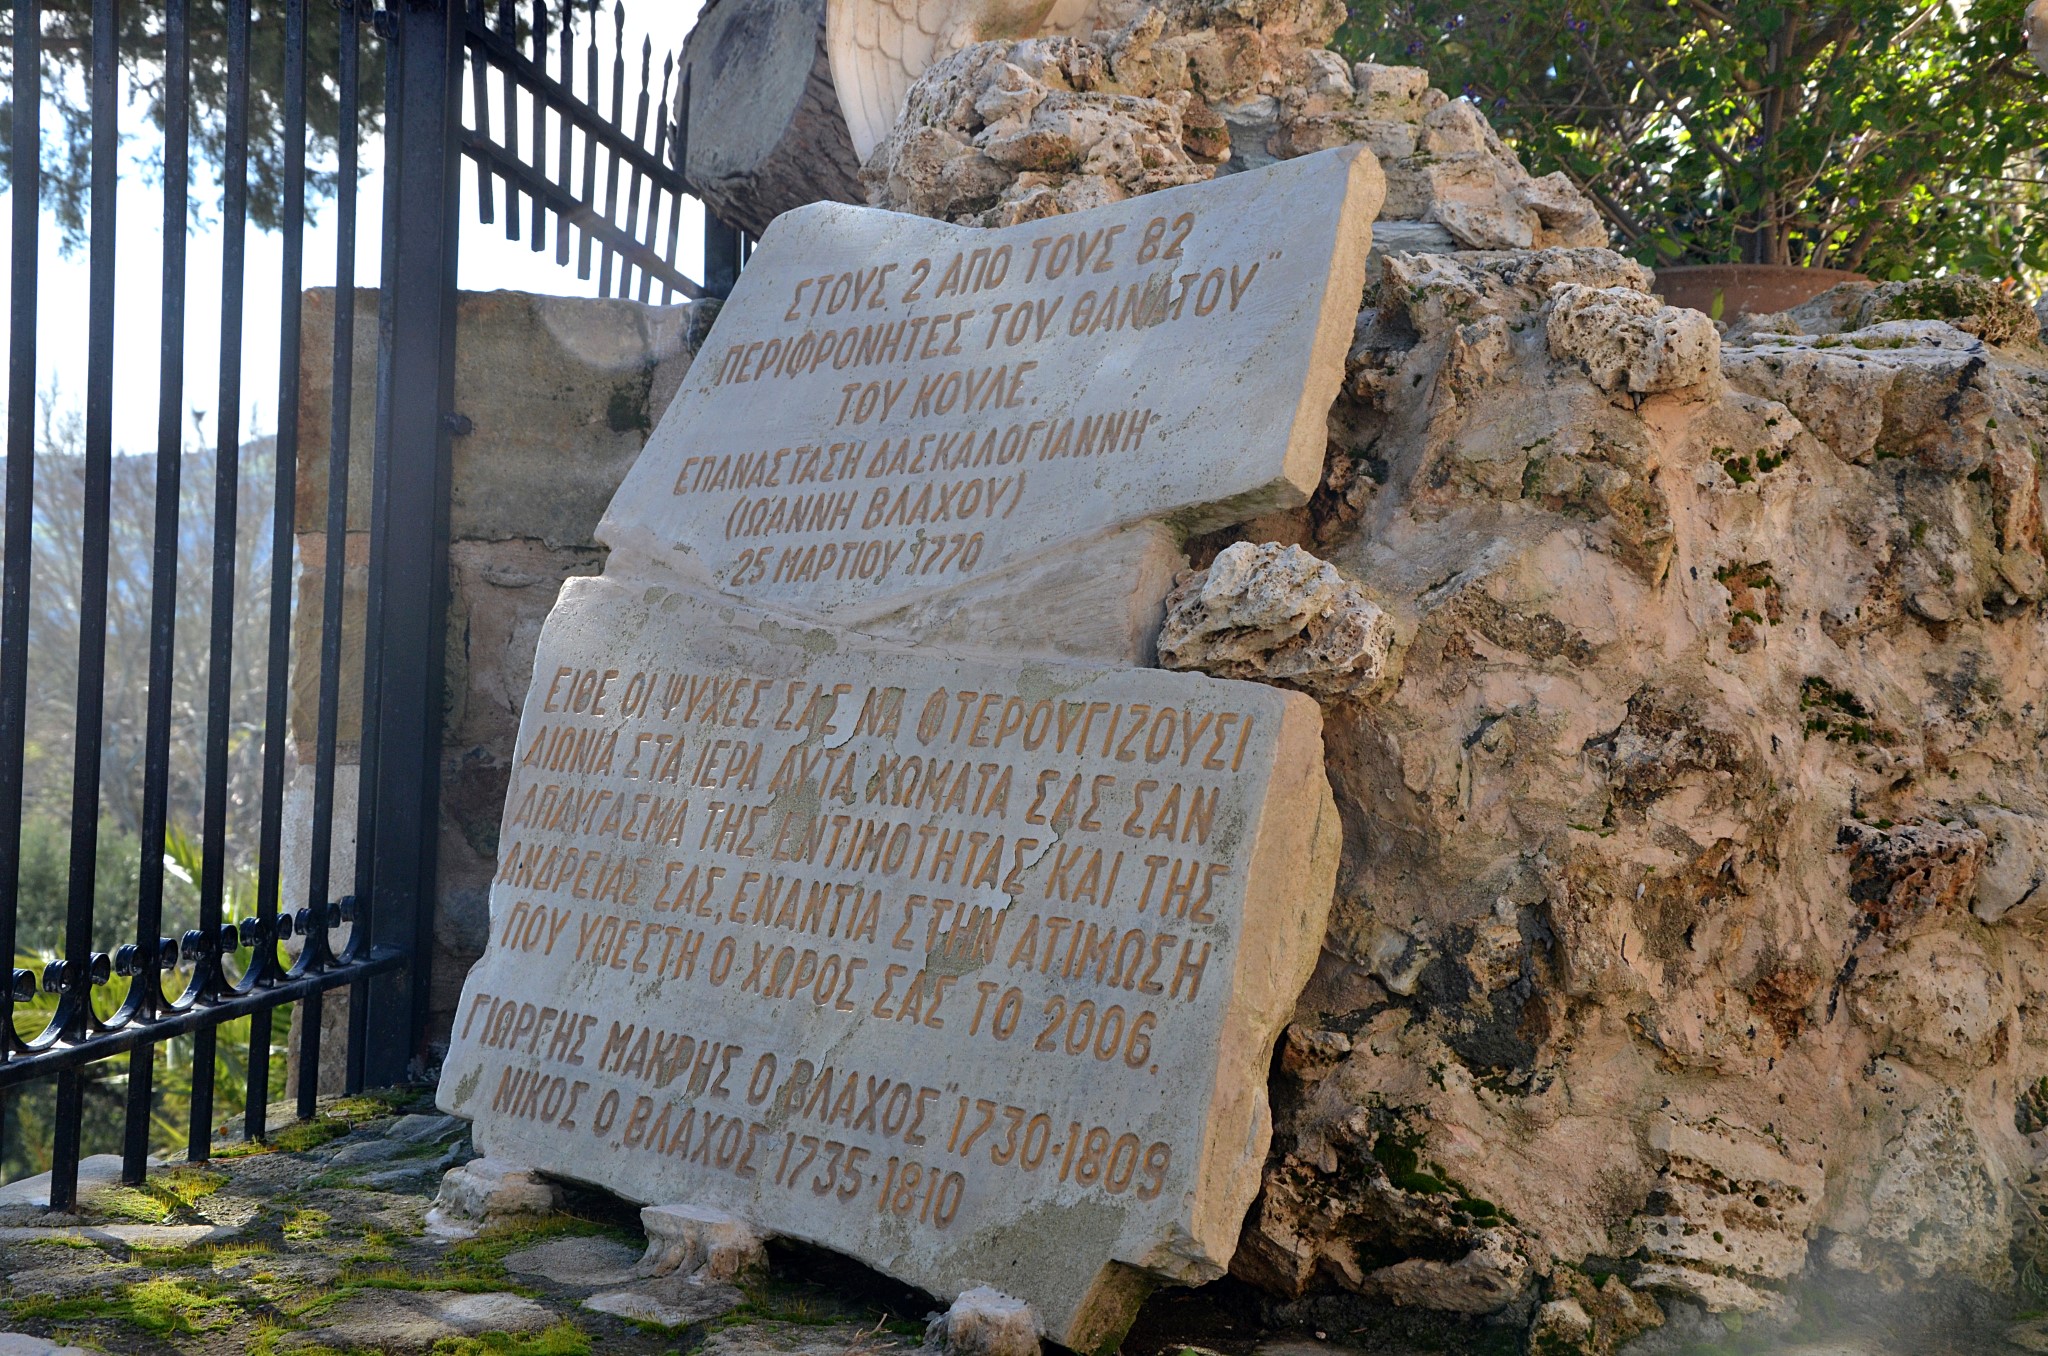 ΣΤΟΥΣ 2 ΑΠΟ ΤΟΥΣ 82
„ΠΕΡΙΦΡΟΝΗΤΕΣ ΤΟΥ ΘΑΝΑΤΟΥ"
ΤΟΥ ΚΟΥΛΕ.
ΕΠΑΝΑΣΤΑΣΗ ΔΑΣΚΑΛΟΓΙΑΝΝΗ
(ΙΩΑΝΝΗ ΒΛΑΧΟΥ)
25 ΜΑΡΤΙΟΥ 1770
ΕΙΘΕ ΟΙ ΨΥΧΕΣ ΣΑΣ ΝΑ ΦΤΕΡΟΥΓΙΖΟΥΣΙ
ΑΙΩΝΙΑ ΣΤΑ ΙΕΡΑ ΑΥΤΑ ΧΩΜΑΤΑ ΣΑΣ ΣΑΝ
ΑΠΑΥΓΑΣΜΑ ΤΗΣ ΕΝΤΙΜΟΤΗΤΑΣ ΚΑΙ ΤΗΣ
ΑΝΔΡΕΙΑΣ ΣΑΣ, ΕΝΑΝΤΙΑ ΣΤΗΝ ΑΤΙΜΩΣΗ
ΠΟΥ ΥΠΕΣΤΗ Ο ΧΩΡΟΣ ΣΑΣ ΤΟ 2006.
ΓΙΩΡΓΗΣ ΜΑΚΡΗΣ Ο „ΒΛΑΧΟΣ" 1730·1809
ΝΙΚΟΣ Ο „ΒΛΑΧΟΣ 1735·1810